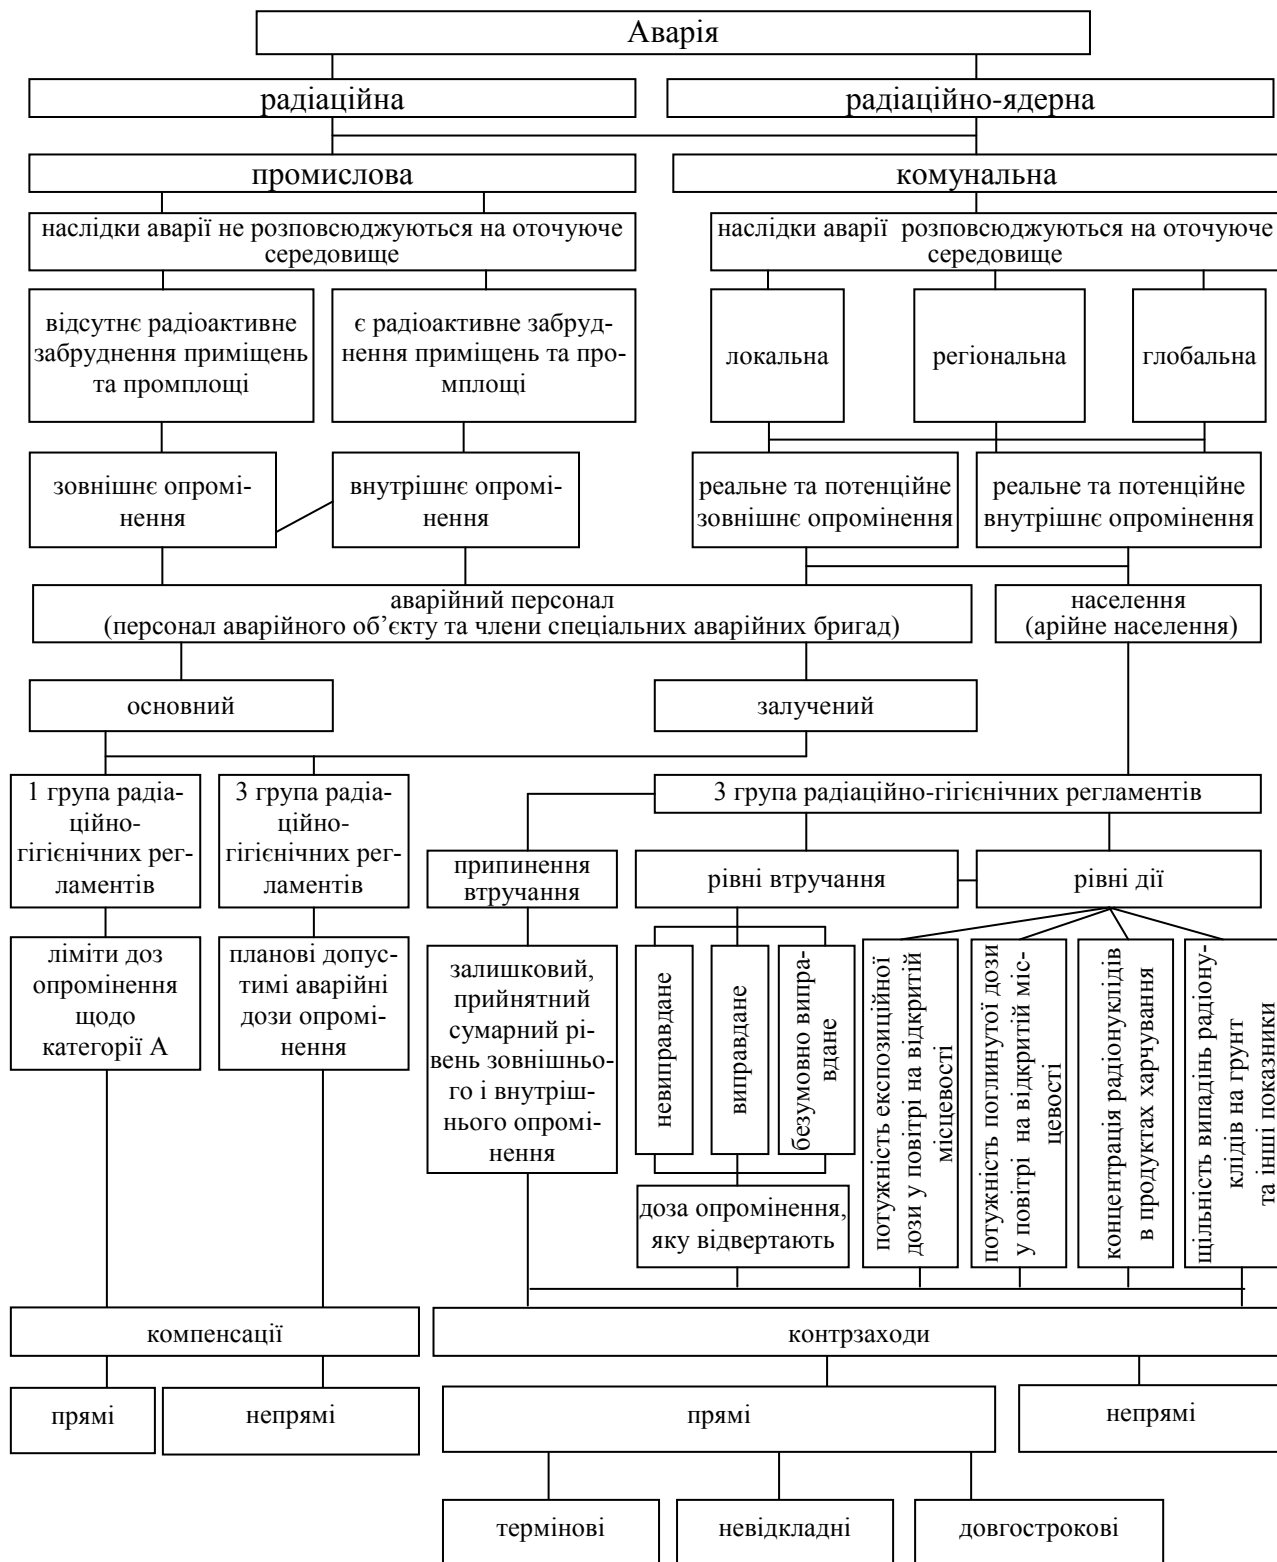 Аварія
радіаційна
радіаційно-ядерна
промислова
комунальна
наслідки аварії не розповсюджуються на оточуюче
середовище
наслідки аварії розповсюджуються на оточуюче
середовище
відсутнє радіоактивне
забруднення приміщень
та промплощі
є радіоактивне забруд-
нення приміщень та про-
мплощі
локальна
регіональна
глобальна
зовнішнє опромі-
нення
внутрішнє опромі-
нення
реальне та потенційне
зовнішнє опромінення
реальне та потенційне
внутрішнє опромінення
аварійний персонал
(персонал аварійного об’єкту та члени спеціальних аварійних бригад)
населення
(арійне населення)
основний
залучений
1 група радіа-
ційно-
гігієнічних рег-
ламентів
3 група радіа-
ційно-
гігієнічних рег-
ламентів
3 група радіаційно-гігієнічних регламентів
припинення
втручання
рівні втручання
рівні дії
ліміти доз
опромінення
щодо
категорії А
планові допус-
тимі аварійні
дози опромі-
нення
залишковий,
прийнятний
сумарний рі-
вень зовнішньо-
го і внутріш-
нього опромі-
нення
невиправдане
виправдане
безумовно випра-
вдане
доза опромінення,
яку відвертають
потужність експозиційної
дози у повітрі на відкритій
місцевості
потужність поглинутої дози
у повітрі на відкритій міс-
цевості
концентрація радіонуклідів
в продуктах харчування
щільність випадінь радіону-
клідів на грунт
та інші показники
компенсації
контрзаходи
прямі
непрямі
прямі
непрямі
термінові
невідкладні
довгострокові